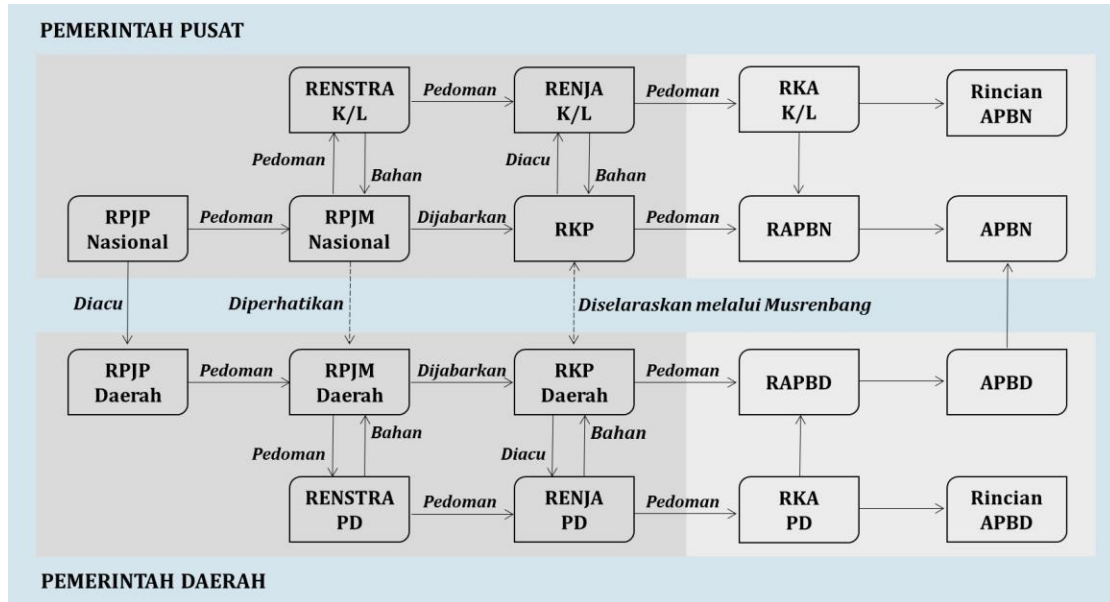 PEMERINTAH PUSAT
RENSTRA
K/L
Pedoman
RENJA
K/L
Pedoman
RKA
K/L
Rincian
APBN
Pedoman
Bahan
Diacu
Bahan
RPJP
Nasional
Pedoman
RPJM
Nasional
Dijabarkan
RKP
Pedoman
RAPBN
APBN
Diacu
Diperhatikan
Diselaraskan melalui Musrenbang
RPJP
Daerah
Pedoman
RPJM
Daerah
Dijabarkan
RKP
Daerah
Pedoman
RAPBD
APBD
Pedoman
Bahan
Diacu
Bahan
RENSTRA
PD
Pedoman
RENJA
PD
Pedoman
RKA
PD
Rincian
APBD
PEMERINTAH DAERAH